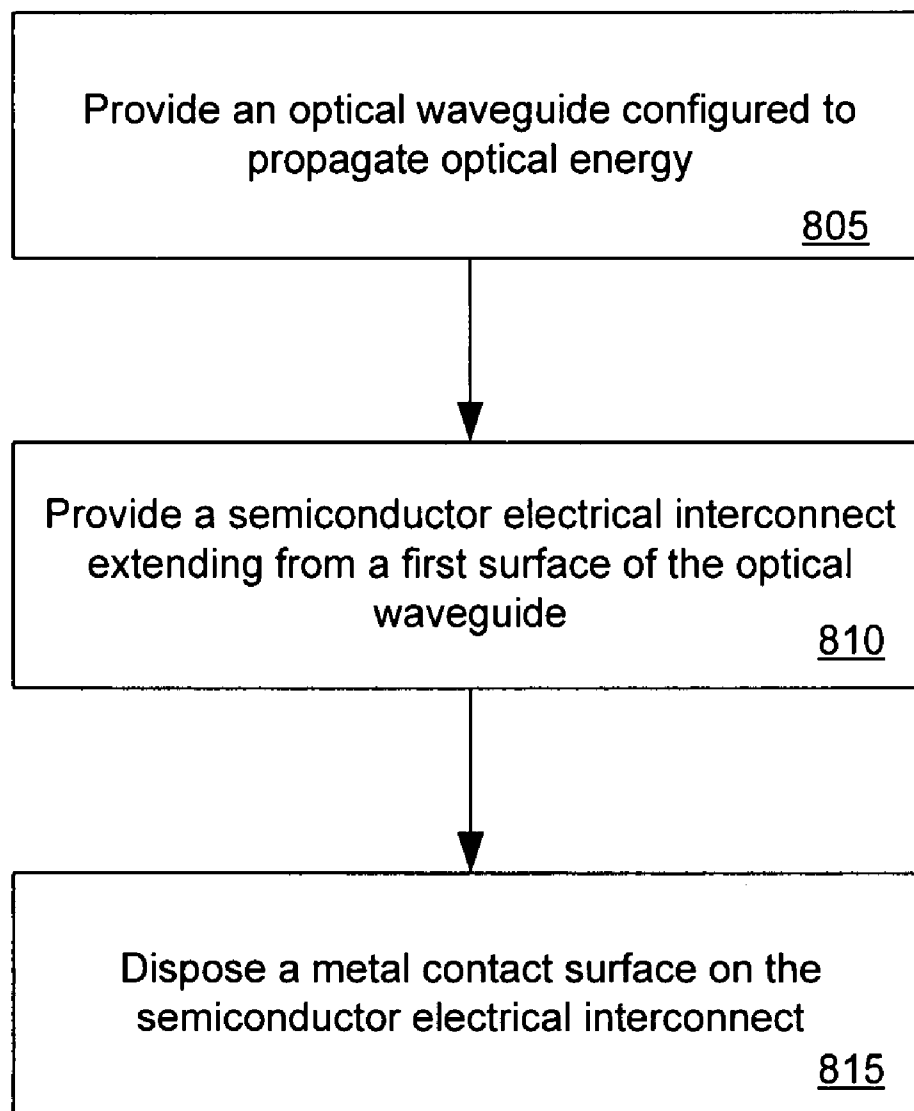 Provide an optical waveguide configured to
propagate optical energy
805
Provide a semiconductor electrical interconnect
extending from a first surface of the optical
waveguide
810
Dispose a metal contact surface on the
semiconductor electrical interconnect
815